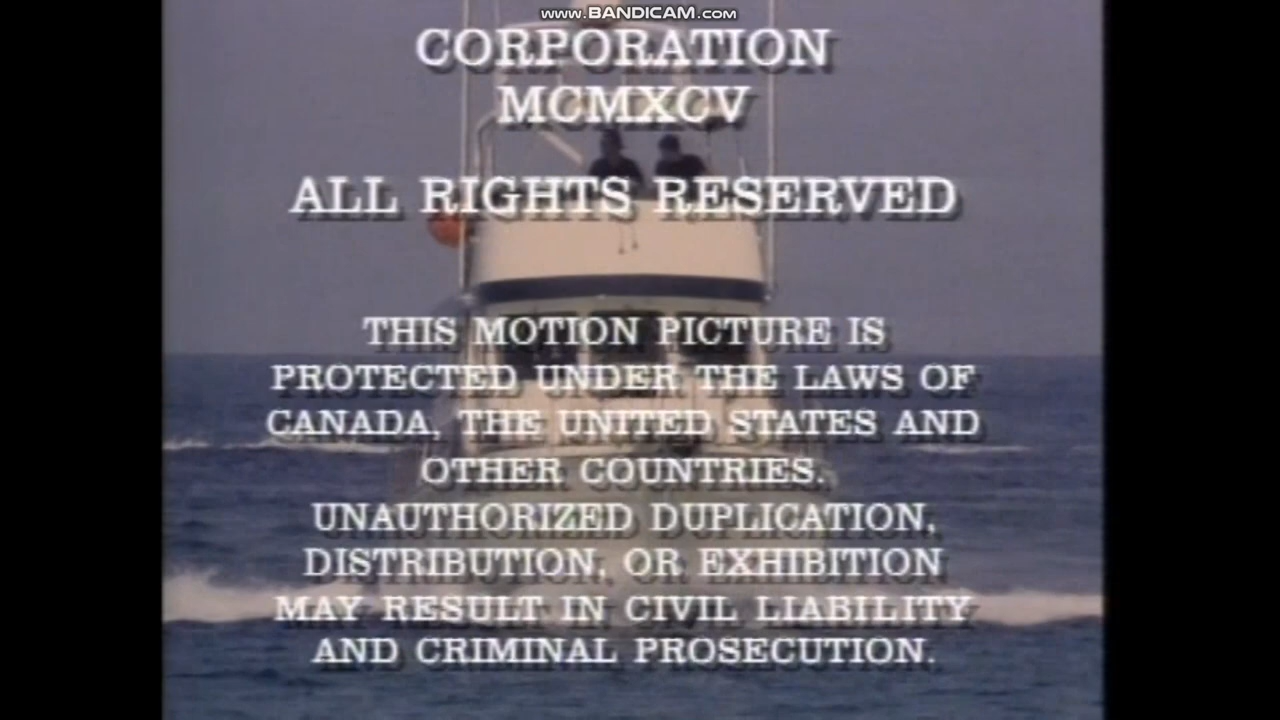 www.BANDICAM.com
CORPORATION
MCMXCV
ALL RIGHTS RESERVED
THIS MOTION PICTURE IS
PROTECTED UNDER THE LAWS OF
CANADA, THE UNITED STATES AND
OTHER COUNTRIES.
UNAUTHORIZED DUPLICATION,
DISTRIBUTION, OR EXHIBITION
MAY RESULT IN CIVIL LIABILITY
AND CRIMINAL PROSECUTION.